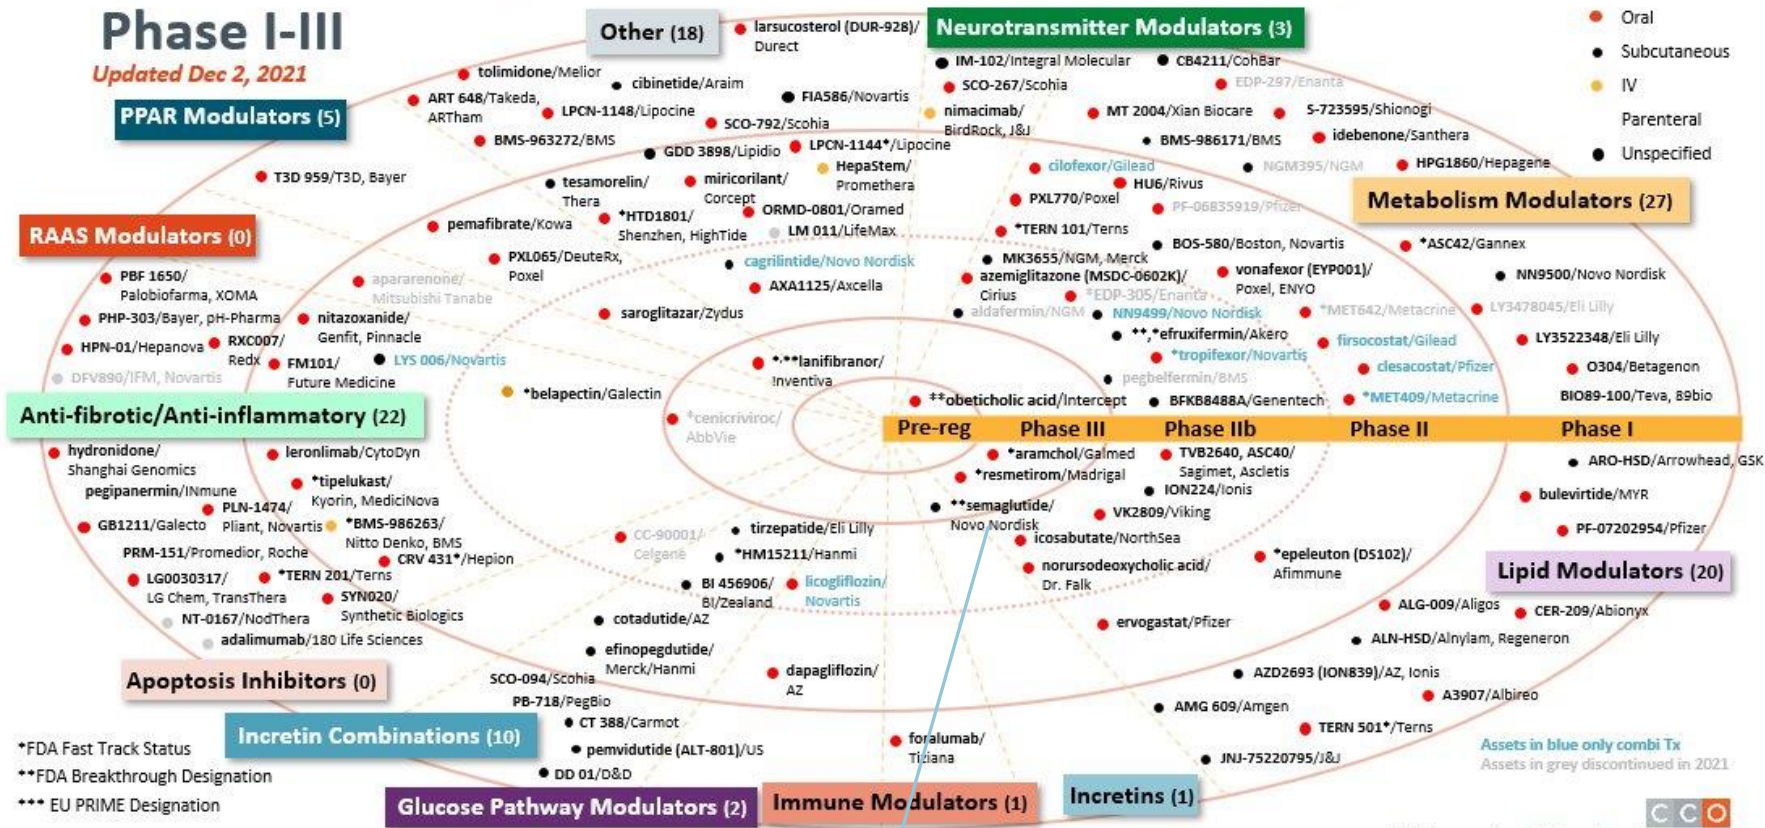 Phase I-III
Updated Dec 2, 2021
Other (18)
Neurotransmitter Modulators (3)
Oral
Subcutaneous
IV
Parenteral
Unspecified
PPAR Modulators (5)
larsucosterol (DUR-928)/
Durect
tolimidone/Melior
cibinetide/Araim
ART 648/Takeda,
ARTham
LPCN-1148/Lipocine
FIA586/Novartis
SCO-792/Scohia
BMS-963272/BMS
GDD 3898/Lipidio
LPCN-1144*/Lipocine
HepaStem/
Promethera
T3D 959/T3D, Bayer
tesamorelin/
Thera
miricorilant/
Corcept
*HTD1801/
Shenzhen, HighTide
ORMD-0801/Oramed
LM 011/LifeMax
pemafibrate/Kowa
PXL065/DeuteRx,
Poxel
cagrilintide/Novo Nordisk
AXA1125/Axcella
saroglitazar/Zydus
IM-102/Integral Molecular
CB4211/CohBar
SCO-267/Scohia
EDP-297/Enanta
nimacimab/
BirdRock, J&J
MT 2004/Xian Biocare
S-723595/Shionogi
BMS-986171/BMS
idebenone/Santhera
cilofexor/Gilead
NGM395/NGM
HPG1860/Hepagene
HU6/Rivus
PXL770/Poxel
PF-06835919/Pfizer
Metabolism Modulators (27)
*TERN 101/Terns
BOS-580/Boston, Novartis
*ASC42/Gannex
MK3655/NGM, Merck
azemiglitazone (MSDC-0602K)/
Cirius
vonafexor (EYP001)/
Poxel, ENYO
NN9500/Novo Nordisk
*EDP-305/Enanta
aldafermin/NGM
NN9499/Novo Nordisk
*MET642/Metacrine
LY3478045/Eli Lilly
**,*efruxifermin/Akero
firsocostat/Gilead
LY3522348/Eli Lilly
*tropifexor/Novartis
clesacostat/Pfizer
O304/Betagenon
pegbelfermin/BMS
BFKB8488A/Genentech
*MET409/Metacrine
BIO89-100/Teva, 89bio
RAAS Modulators (0)
PBF 1650/
Palobiofarma, XOMA
apararenone/
Mitsubishi Tanabe
PHP-303/Bayer, pH-Pharma
nitazoxanide/
Genfit, Pinnacle
HPN-01/Hepanova
RXC007/
Redx
FM101/
Future Medicine
LYS 006/Novartis
DFV890/IFM, Novartis
*,**lanifibranor/
Inventiva
*belapectin/Galectin
**obeticholic acid/Intercept
*cenicriviroc/
AbbVie
Anti-fibrotic/Anti-inflammatory (22)
Pre-reg Phase III Phase IIb Phase II Phase I
hydronidone/
Shanghai Genomics
leronlimab/CytoDyn
pegipanermin/INmune
*tipelukast/
Kyorin, MediciNova
PLN-1474/
Pliant, Novartis
GB1211/Galecto
*BMS-986263/
Nitto Denko, BMS
PRM-151/Promedior, Roche
CRV 431*/Hepion
LG0030317/
LG Chem, TransThera
*TERN 201/Terns
SYN020/
Synthetic Biologics
NT-0167/NodThera
adalimumab/180 Life Sciences
*aramchol/Galmed
TVB2640, ASC40/
Sagimet, Ascletis
*resmetirom/Madrigal
ION224/Ionis
**semaglutide/
Novo Nordisk
VK2809/Viking
icosabutate/NorthSea
norursodeoxycholic acid/
Dr. Falk
*epeleuton (DS102)/
Afimmune
ARO-HSD/Arrowhead, GSK
bulevirtide/MYR
PF-07202954/Pfizer
Lipid Modulators (20)
ALG-009/Aligos
CER-209/Abionyx
ervogastat/Pfizer
ALN-HSD/Alnylam, Regeneron
AZD2693 (ION839)/AZ, Ionis
A3907/Albireo
AMG 609/Amgen
TERN 501*/Terns
JNJ-75220795/J&J
CC-90001/
Celgene
tirzepatide/Eli Lilly
*HM15211/Hanmi
BI 456906/
BI/Zealand
licogliflozin/
Novartis
cotadutide/AZ
efinopegdutide/
Merck/Hanmi
SCO-094/Scohia
PB-718/PegBio
CT 388/Carmot
pemvidutide (ALT-801)/US
DD 01/D&D
dapagliflozin/
AZ
foralumab/
Tiziana
Apoptosis Inhibitors (0)
Incretin Combinations (10)
Glucose Pathway Modulators (2)
Immune Modulators (1)
Incretins (1)
*FDA Fast Track Status
**FDA Breakthrough Designation
*** EU PRIME Designation
Assets in blue only combi Tx
Assets in grey discontinued in 2021
CCO